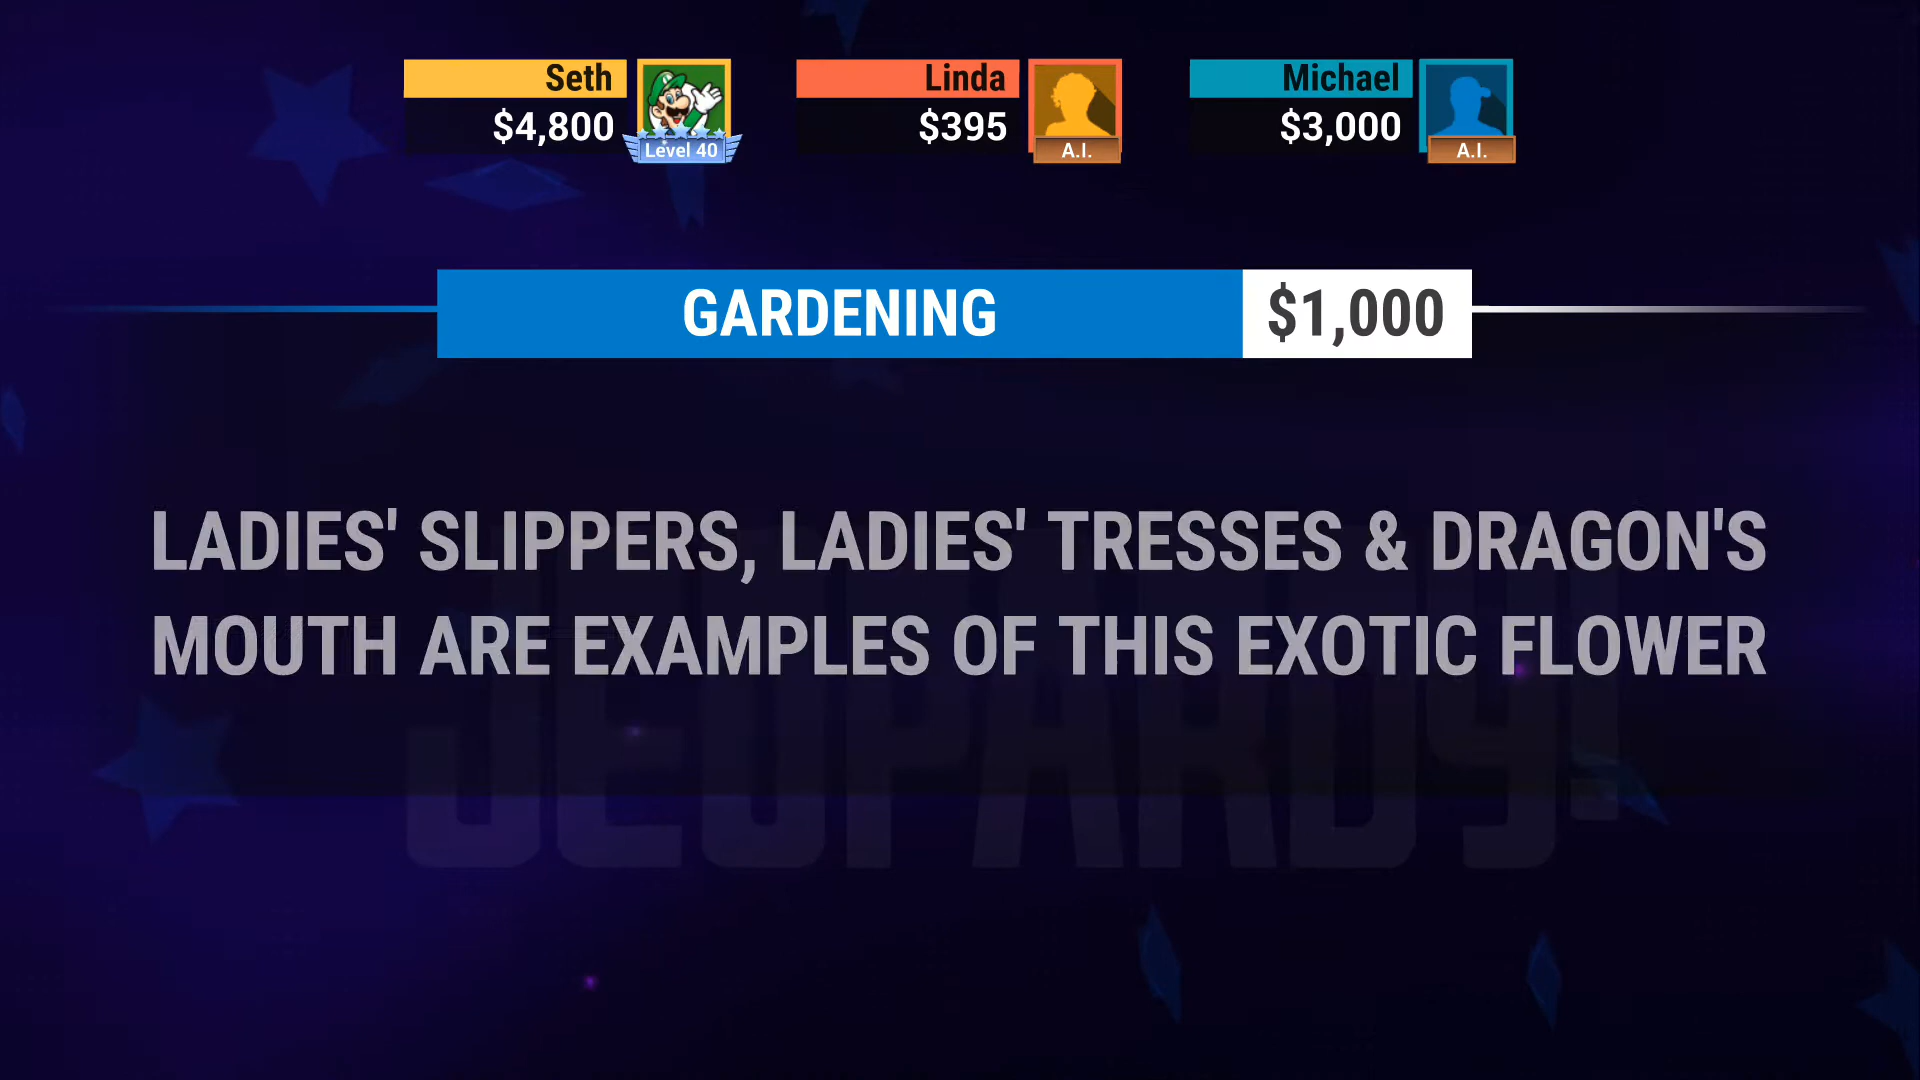 Seth
$4,800
Level 40
Linda
$395
A.I.
Michael
$3,000
A.I.
GARDENING $1,000
LADIES' SLIPPERS, LADIES' TRESSES & DRAGON'S
MOUTH ARE EXAMPLES OF THIS EXOTIC FLOWER
JEOPARDY!